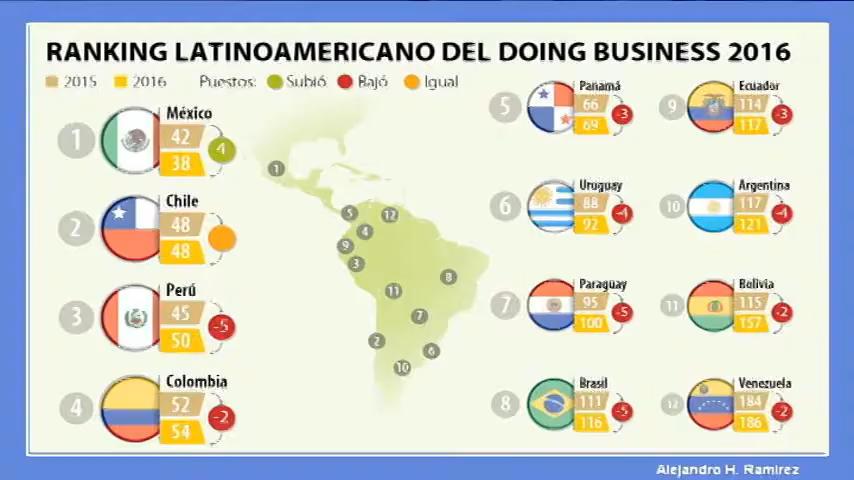 RANKING LATINOAMERICANO DEL DOING BUSINESS 2016
2015 2016 Puestos: Subió Bajó Igual
1 México 42 38 4
2 Chile 48 48
3 Perú 45 50 -5
4 Colombia 52 54 -2
1
5
12
4
9
3
8
11
7
2
6
10
5 Panamá 66 69 -3
6 Uruguay 88 92 -4
7 Paraguay 95 100 -5
8 Brasil 111 116 -5
9 Ecuador 114 117 -3
10 Argentina 117 121 -4
11 Bolivia 115 157 -2
12 Venezuela 184 186 -2
Alejandro H. Ramirez